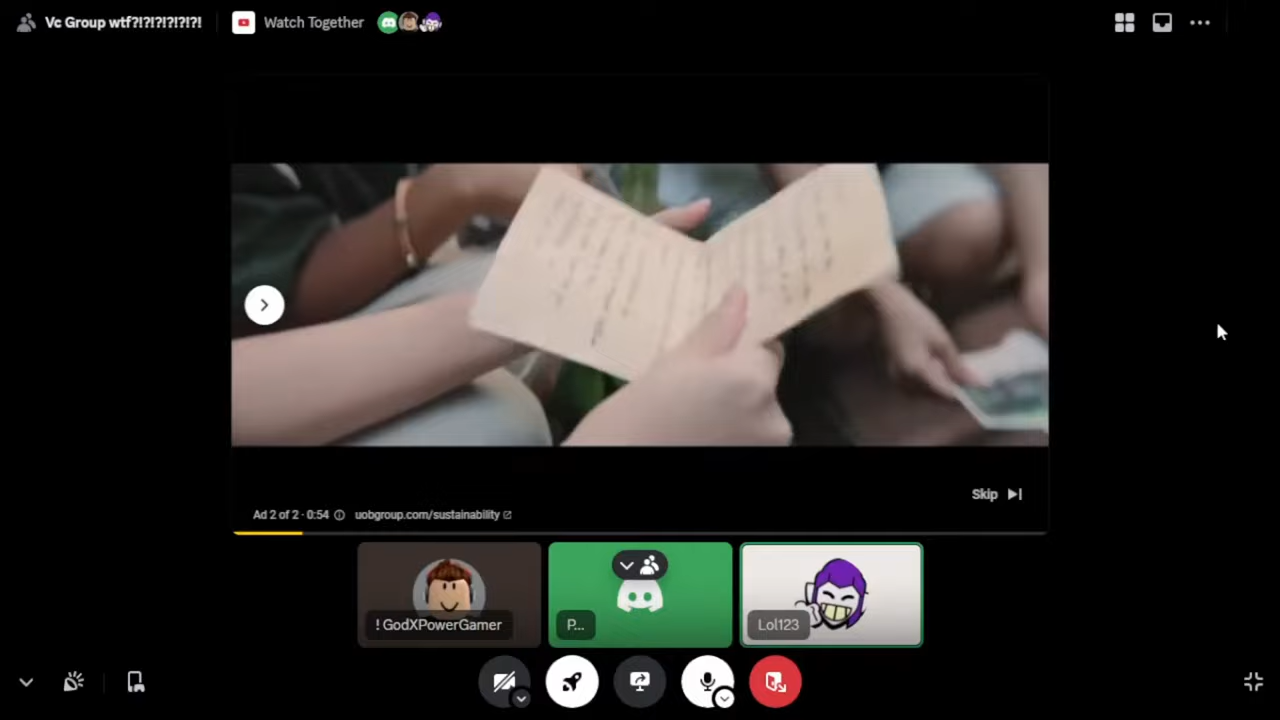 Vc Group wtf?!?!?!?!?!?!
Watch Together
Skip
Ad 2 of 2 · 0:54
uobgroup.com/sustainability
! GodXPowerGamer
P...
Lol123